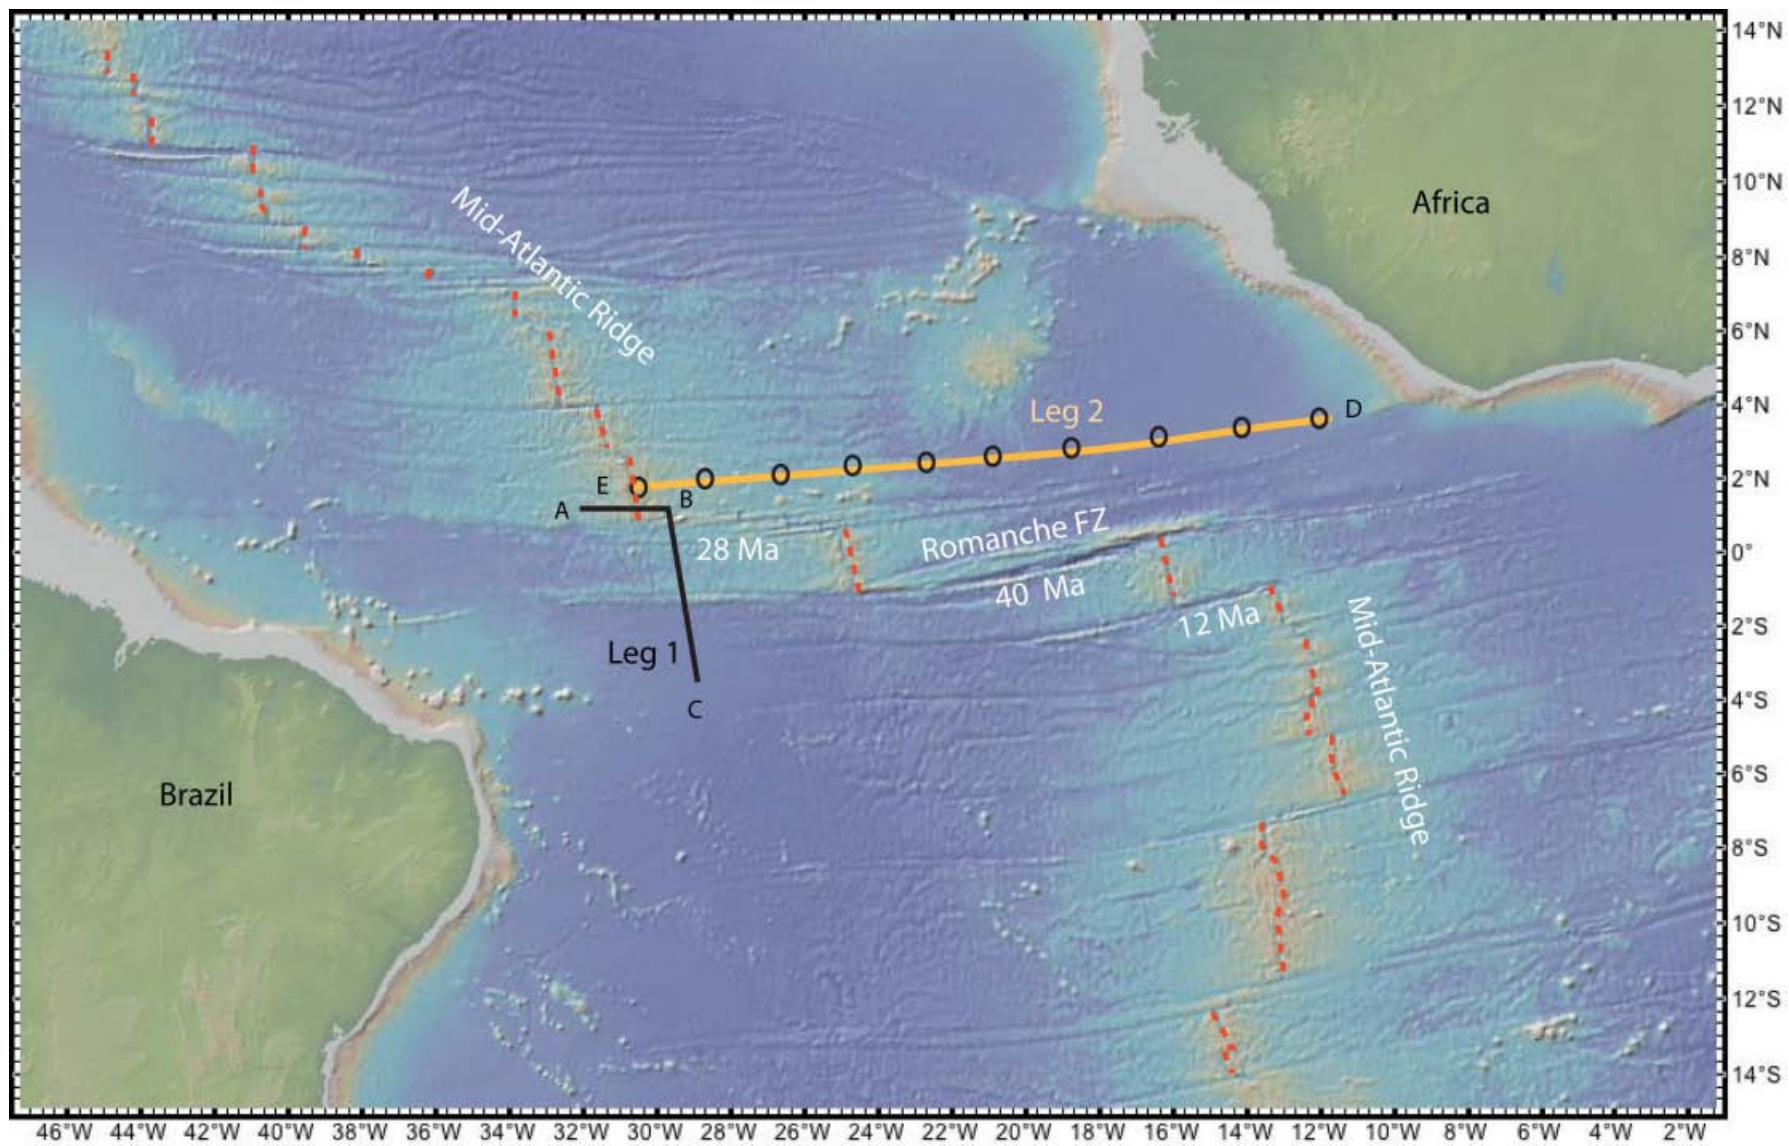 14°N
12°N
10°N
Africa
Mid-Atlantic Ridge
8°N
6°N
4°N
Leg 2
D
2°N
E
B
A
28 Ma
Romanche FZ
0°
40 Ma
12 Ma
Mid-Atlantic Ridge
2°S
Leg 1
4°S
C
6°S
Brazil
8°S
10°S
12°S
14°S
46°W 44°W 42°W 40°W 38°W 36°W 34°W 32°W 30°W 28°W 26°W 24°W 22°W 20°W 18°W 16°W 14°W 12°W 10°W 8°W 6°W 4°W 2°W